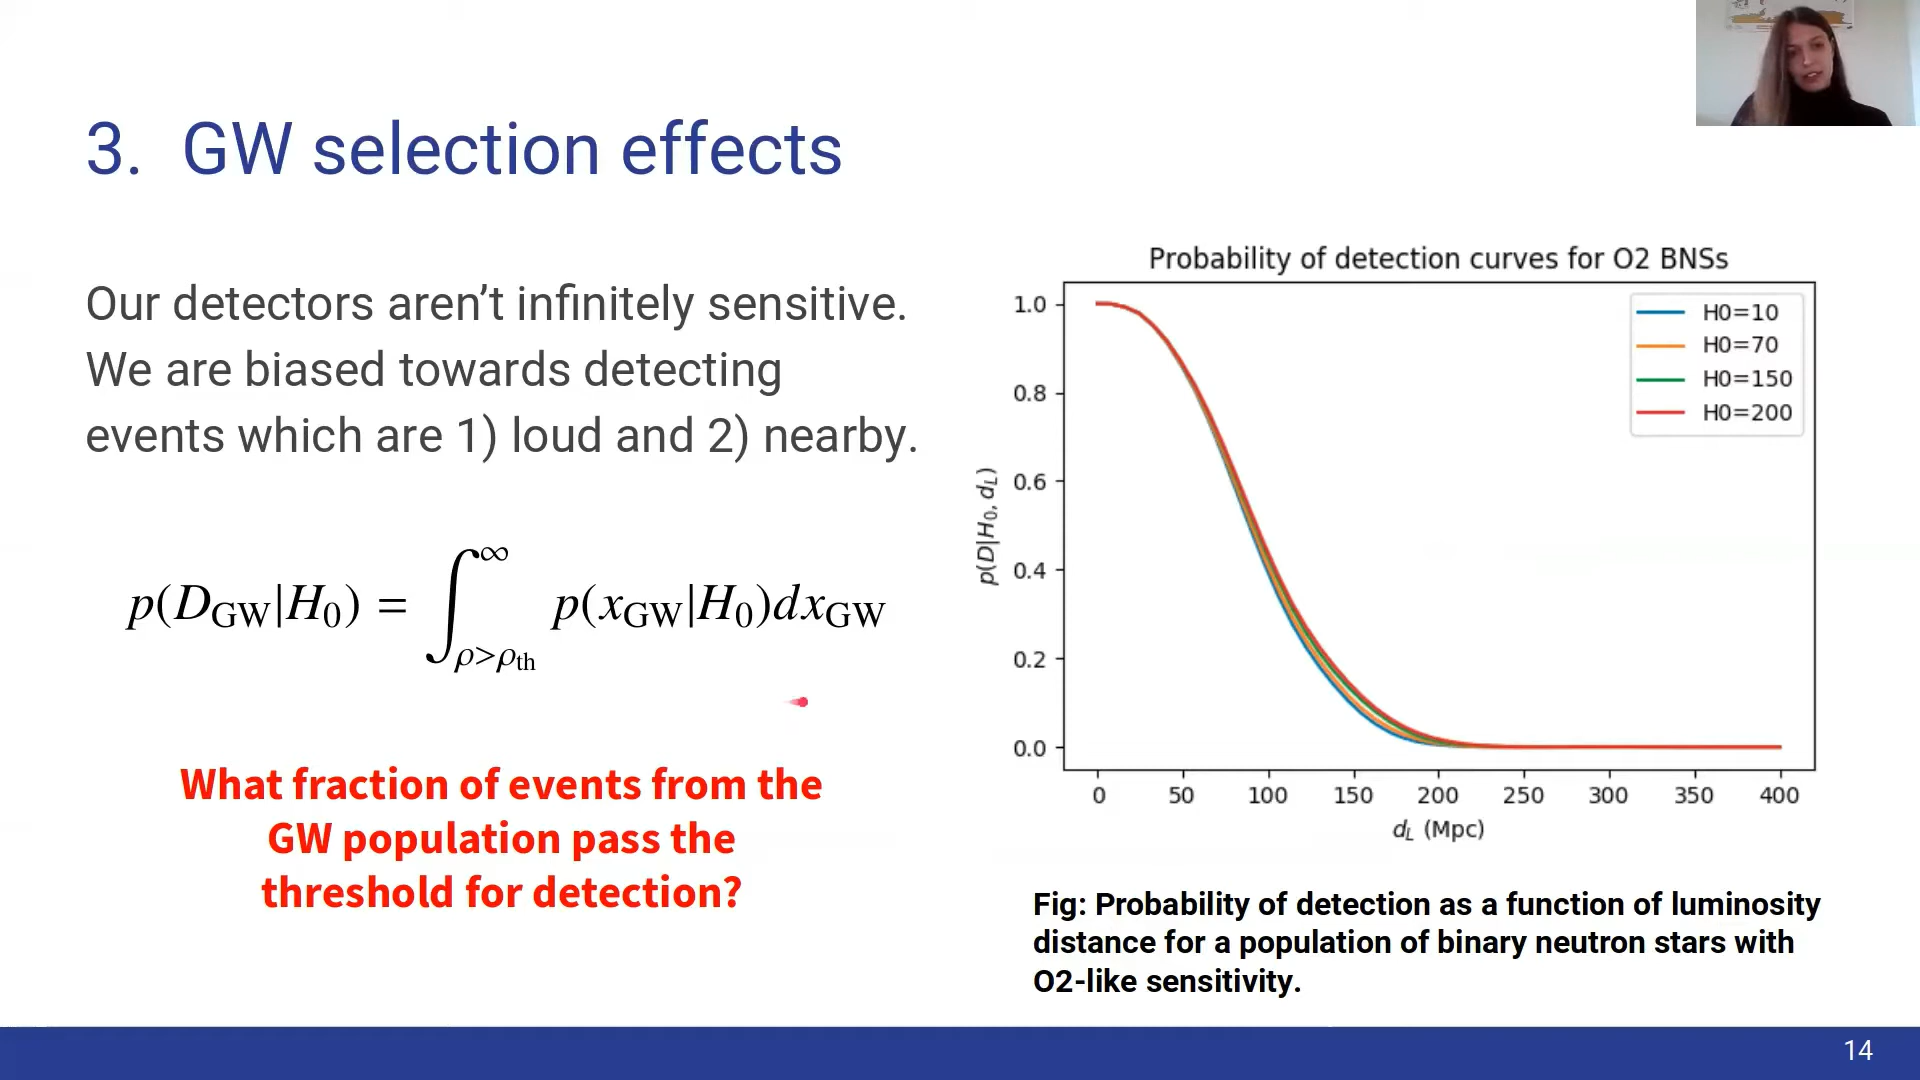 3. GW selection effects
Our detectors aren’t infinitely sensitive.
We are biased towards detecting
events which are 1) loud and 2) nearby.
p(D_GW|H_0) = ∫_{ρ>ρ_th}^∞ p(x_GW|H_0)dx_GW
What fraction of events from the
GW population pass the
threshold for detection?
Probability of detection curves for O2 BNSs
H0=10
H0=70
H0=150
H0=200
p(D|H_0, d_L)
1.0
0.8
0.6
0.4
0.2
0.0
0 50 100 150 200 250 300 350 400
d_L (Mpc)
Fig: Probability of detection as a function of luminosity
distance for a population of binary neutron stars with
O2-like sensitivity.
14